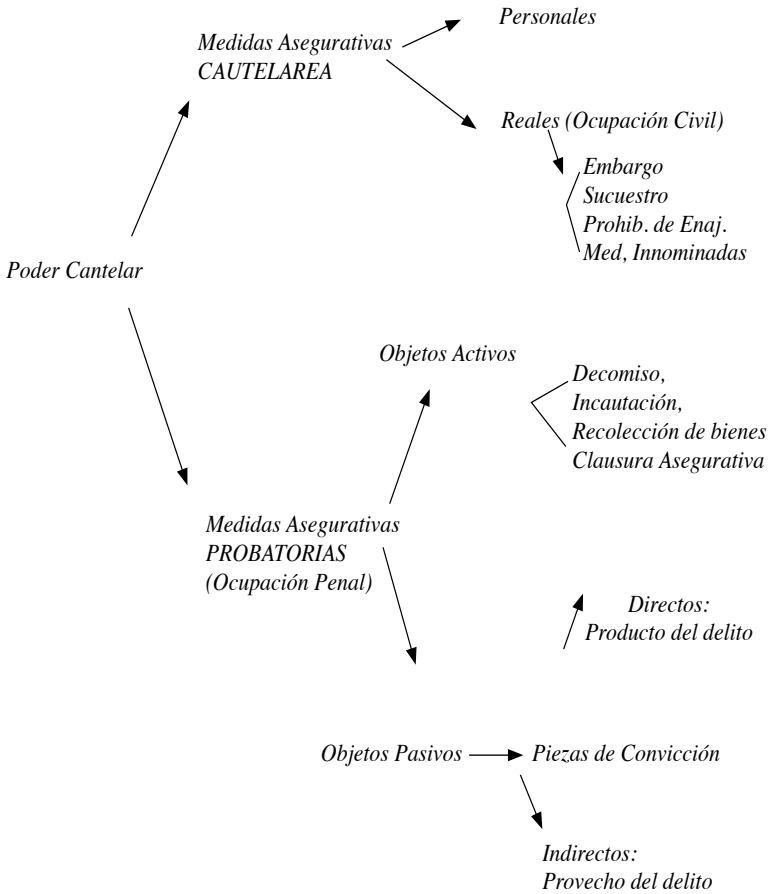 Personales
Medidas Asegurativas
CAUTELAREA
Reales (Ocupación Civil)
Embargo
Sucuestro
Prohib. de Enaj.
Med, Innominadas
Poder Cantelar
Objetos Activos
Decomiso,
Incautación,
Recolección de bienes
Clausura Asegurativa
Medidas Asegurativas
PROBATORIAS
(Ocupación Penal)
Directos:
Producto del delito
Objetos Pasivos
Piezas de Convicción
Indirectos:
Provecho del delito